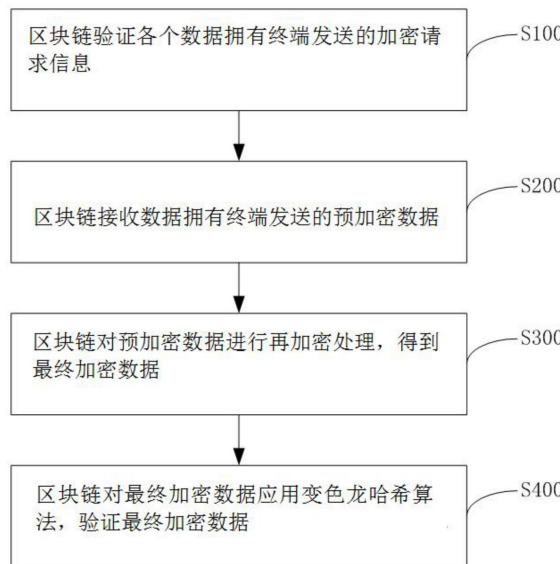 区块链验证各个数据拥有终端发送的加密请
求信息
S100
区块链接收数据拥有终端发送的预加密数据
S200
区块链对预加密数据进行再加密处理，得到
最终加密数据
S300
区块链对最终加密数据应用变色龙哈希算
法，验证最终加密数据
S400